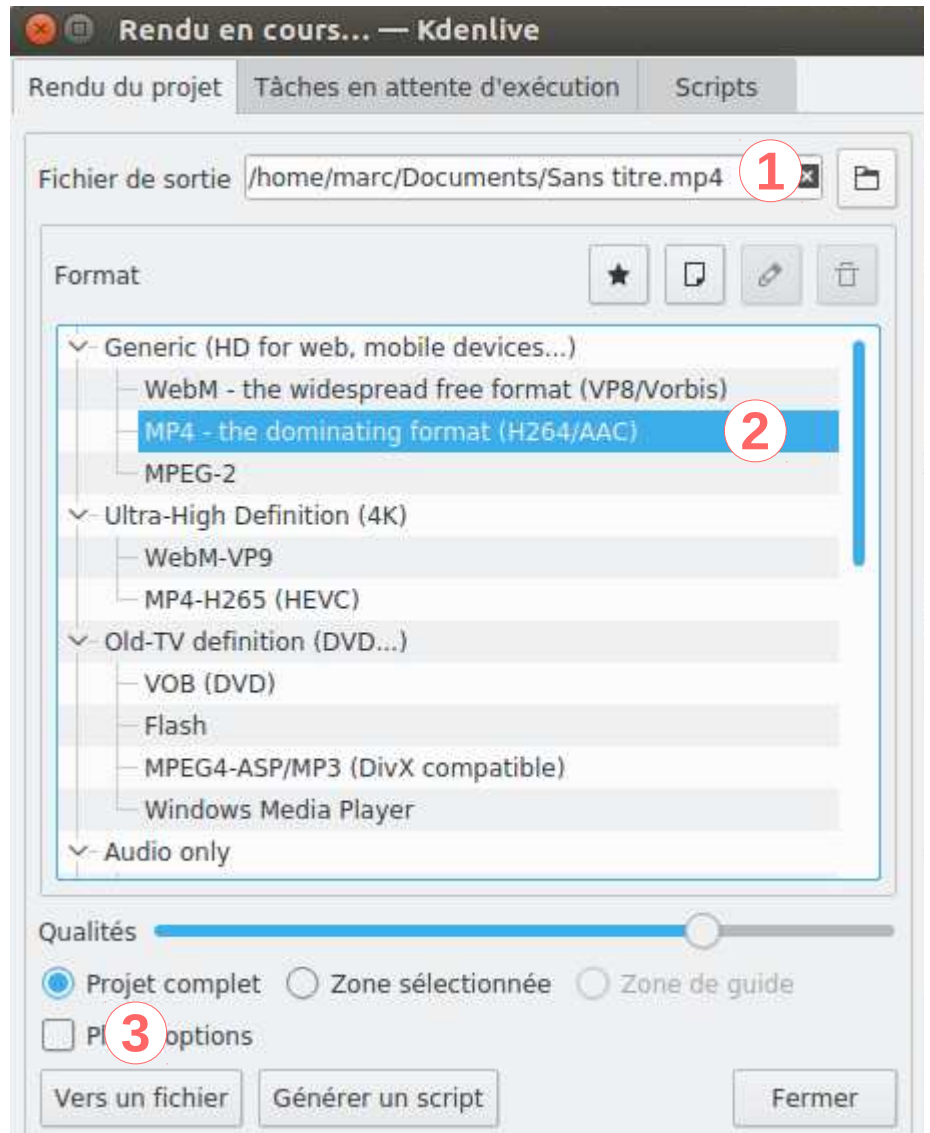 Rendu en cours... — Kdenlive
Rendu du projet Tâches en attente d'exécution Scripts
Fichier de sortie /home/marc/Documents/Sans titre.mp4 1
Format
Generic (HD for web, mobile devices...)
WebM - the widespread free format (VP8/Vorbis)
MP4 - the dominating format (H264/AAC) 2
MPEG-2
Ultra-High Definition (4K)
WebM-VP9
MP4-H265 (HEVC)
Old-TV definition (DVD...)
VOB (DVD)
Flash
MPEG4-ASP/MP3 (DivX compatible)
Windows Media Player
Audio only
Qualités
Projet complet Zone sélectionnée Zone de guide
3 options
Vers un fichier Générer un script Fermer